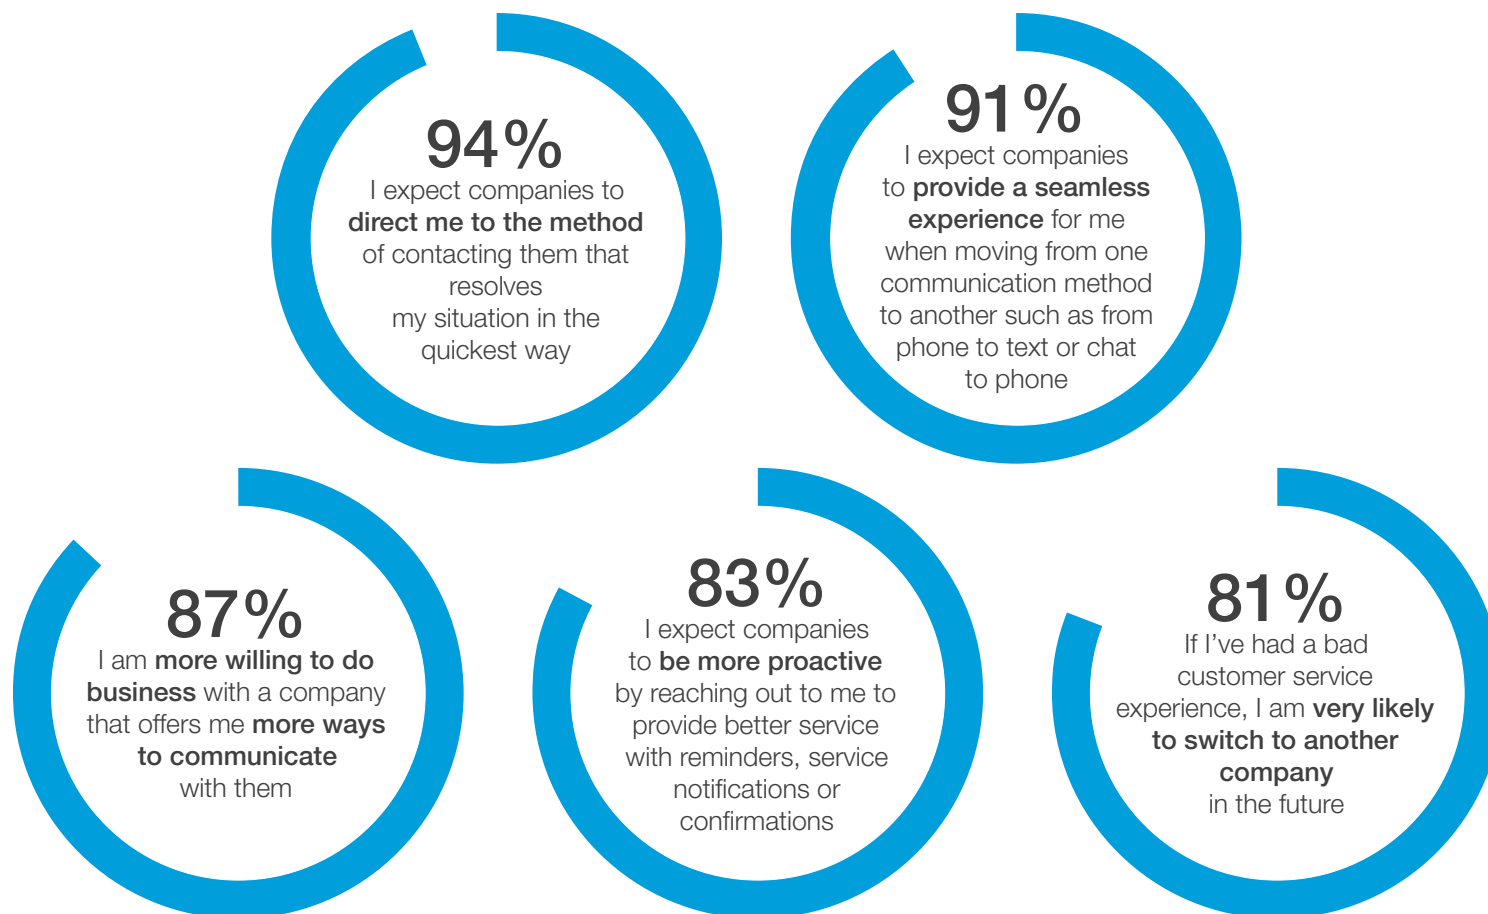 94%
I expect companies to
direct me to the method
of contacting them that
resolves
my situation in the
quickest way
91%
I expect companies
to provide a seamless
experience for me
when moving from one
communication method
to another such as from
phone to text or chat
to phone
87%
I am more willing to do
business with a company
that offers me more ways
to communicate
with them
83%
I expect companies
to be more proactive
by reaching out to me to
provide better service
with reminders, service
notifications or
confirmations
81%
If I’ve had a bad
customer service
experience, I am very likely
to switch to another
company
in the future